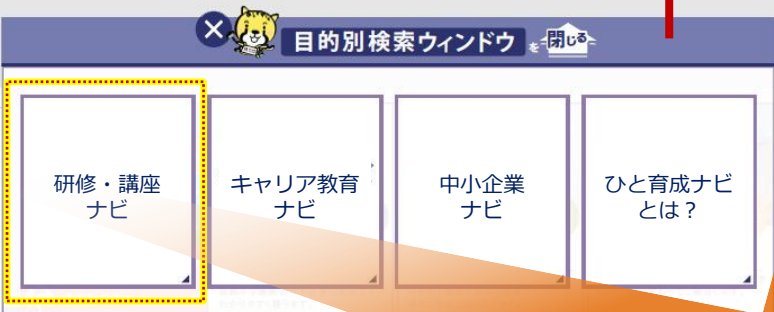 目的別検索ウィンドウを閉じる
研修・講座
ナビ
キャリア教育
ナビ
中小企業
ナビ
ひと育成ナビ
とは？